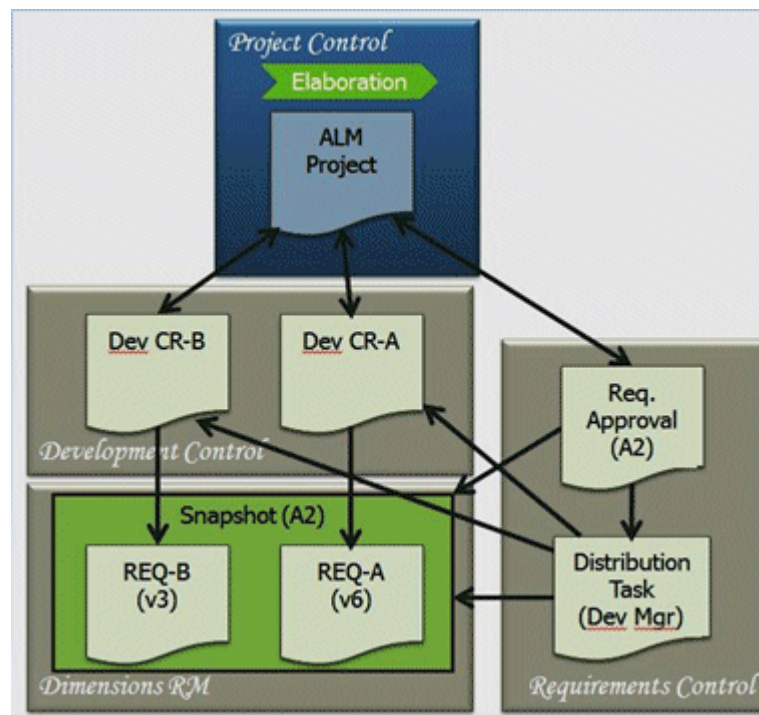 Project Control
Elaboration
ALM
Project
Dev CR-B
Dev CR-A
Development Control
Req.
Approval
(A2)
Snapshot (A2)
REQ-B
(v3)
REQ-A
(v6)
Distribution
Task
(Dev Mgr)
Dimensions RM
Requirements Control